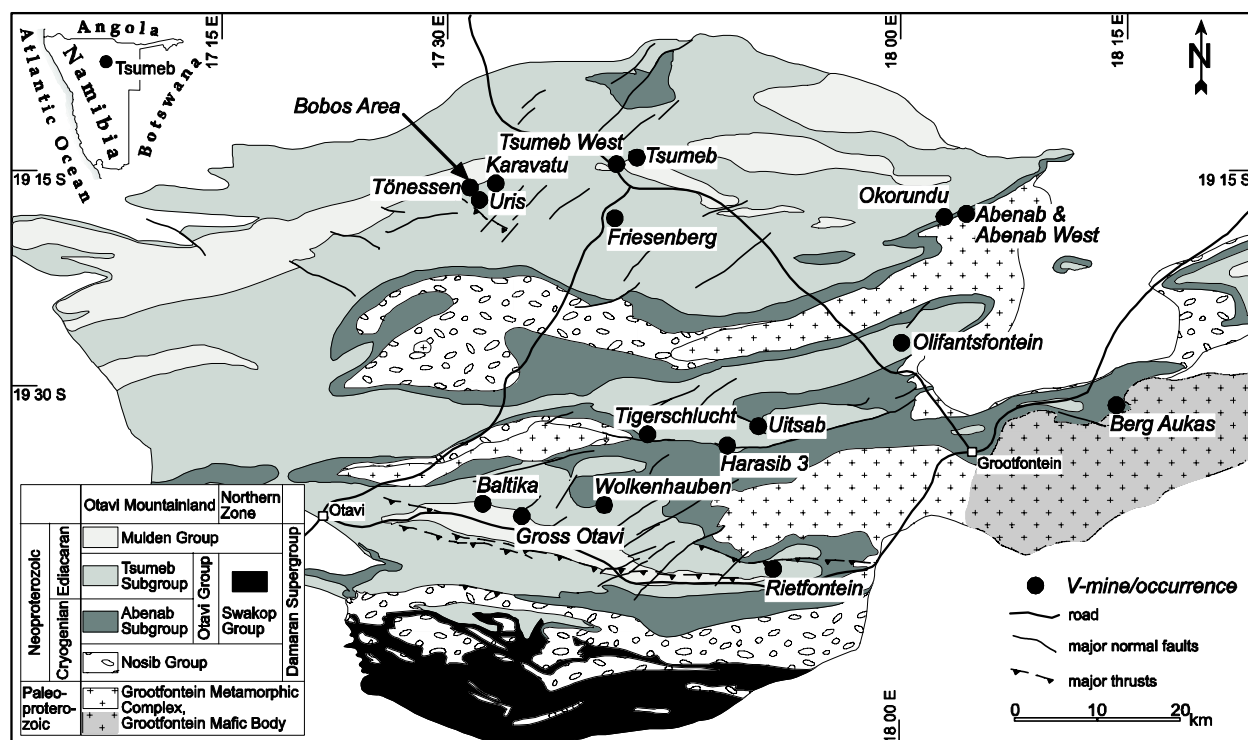 17 15 E
17 30 E
18 00 E
18 15 E
N
Angola
Atlantic Ocean
Namibia
Tsumeb
Botswana
Bobos Area
Tsumeb West
Tsumeb
Karavatu
Tönessen
Uris
Friesenberg
19 15 S
19 15 S
Okorundu
Abenab &
Abenab West
Olifantsfontein
19 30 S
Tigerschlucht
Uitsab
Harasib 3
Berg Aukas
Grootfontein
Baltika
Wolkenhauben
Otavi
Gross Otavi
Rietfontein
Otavi Mountainland
Northern
Zone
Neoproterozoic
Ediacaran
Cryogenian
Mulden Group
Tsumeb
Subgroup
Abenab
Subgroup
Otavi Group
Swakop
Group
Damaran Supergroup
Nosib Group
Paleo-
proterozoic
Grootfontein Metamorphic
Complex,
Grootfontein Mafic Body
V-mine/occurrence
road
major normal faults
major thrusts
0 10 20
km
18 00 E